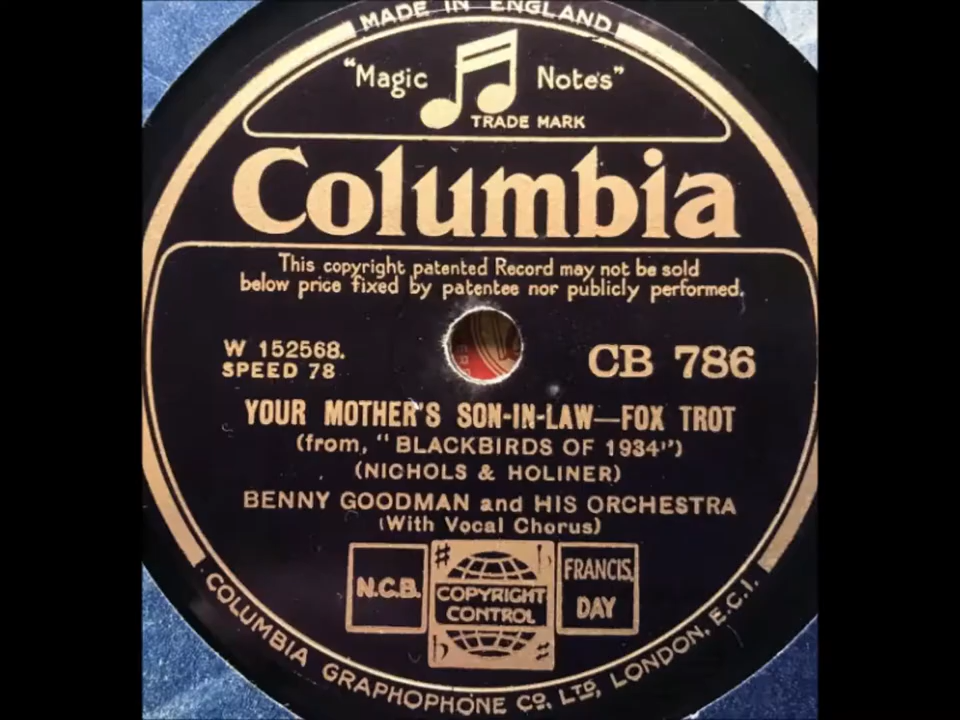 MADE IN ENGLAND
"Magic Notes"
TRADE MARK
Columbia
This copyright patented Record may not be sold
below price fixed by patentee nor publicly performed.
W 152568.
SPEED 78
CB 786
YOUR MOTHER'S SON-IN-LAW—FOX TROT
(from, "BLACKBIRDS OF 1934")
(NICHOLS & HOLINER)
BENNY GOODMAN and HIS ORCHESTRA
(With Vocal Chorus)
N.C.B.
COPYRIGHT
CONTROL
FRANCIS,
DAY
COLUMBIA GRAPHOPHONE CO. LTD, LONDON, E.C.1.